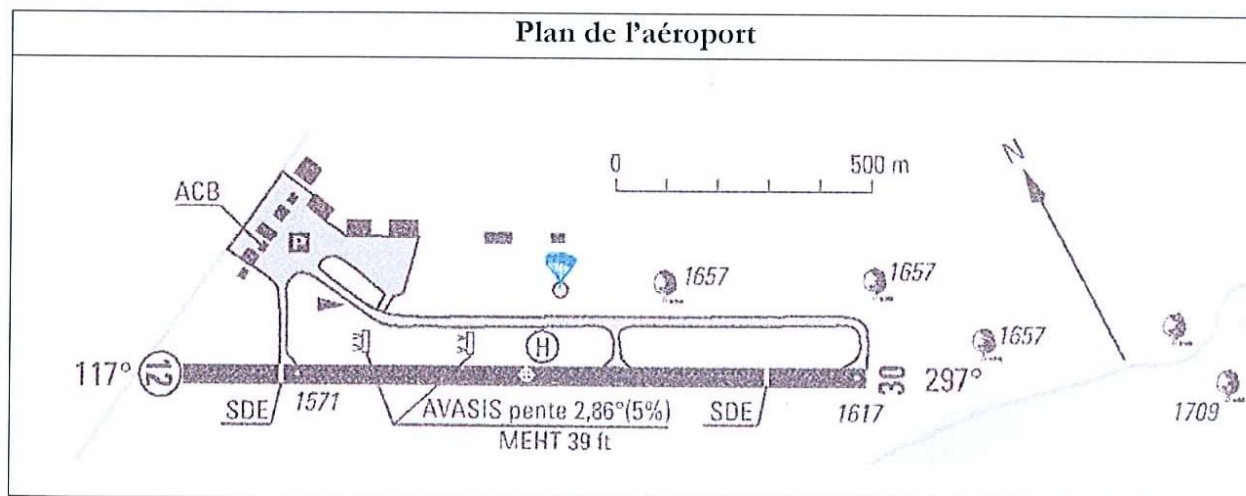 Plan de l'aéroport
N
0 500 m
ACB
P
1657
1657
H
1657
117° 12
30 297°
SDE
1571
AVASIS pente 2,86°(5%)
MEHT 39 ft
SDE
1617
1709